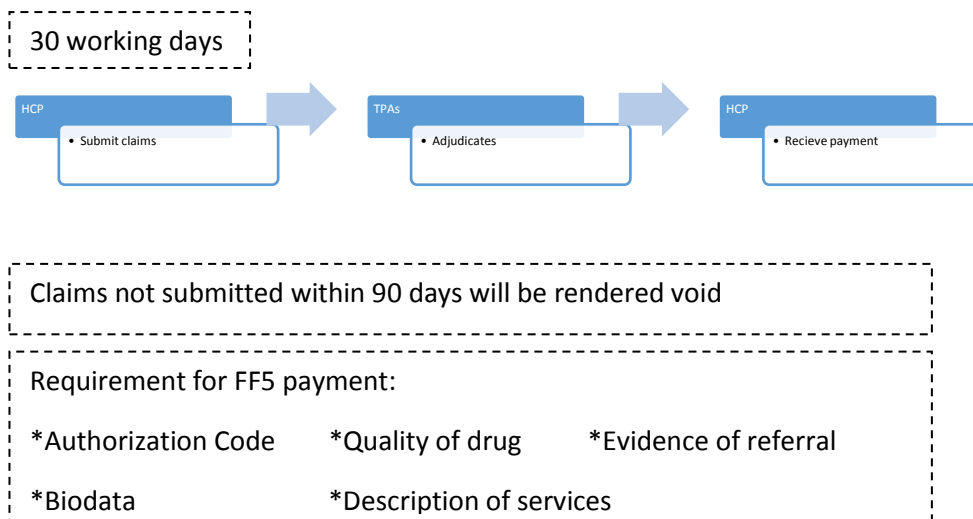 30 working days
HCP
• Submit claims
TPAs
• Adjudicates
HCP
• Recieve payment
Claims not submitted within 90 days will be rendered void
Requirement for FF5 payment:
*Authorization Code *Quality of drug *Evidence of referral
*Biodata *Description of services